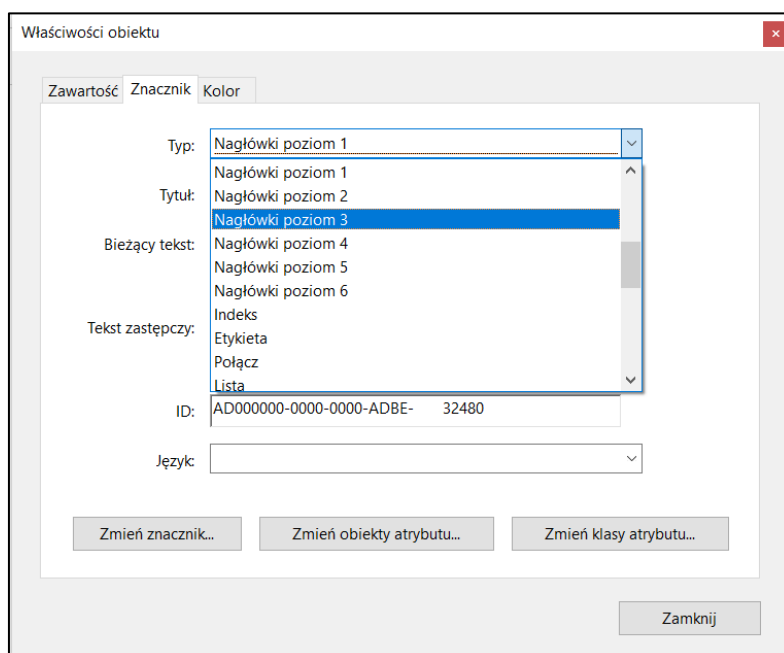 Właściwości obiektu
Zawartość Znacznik Kolor
Typ: Nagłówki poziom 1
Nagłówki poziom 1
Tytuł: Nagłówki poziom 2
Nagłówki poziom 3
Bieżący tekst: Nagłówki poziom 4
Nagłówki poziom 5
Nagłówki poziom 6
Indeks
Tekst zastępczy: Etykieta
Połącz
Lista
ID: AD000000-0000-0000-ADBE- 32480
Język:
Zmień znacznik... Zmień obiekty atrybutu... Zmień klasy atrybutu...
Zamknij